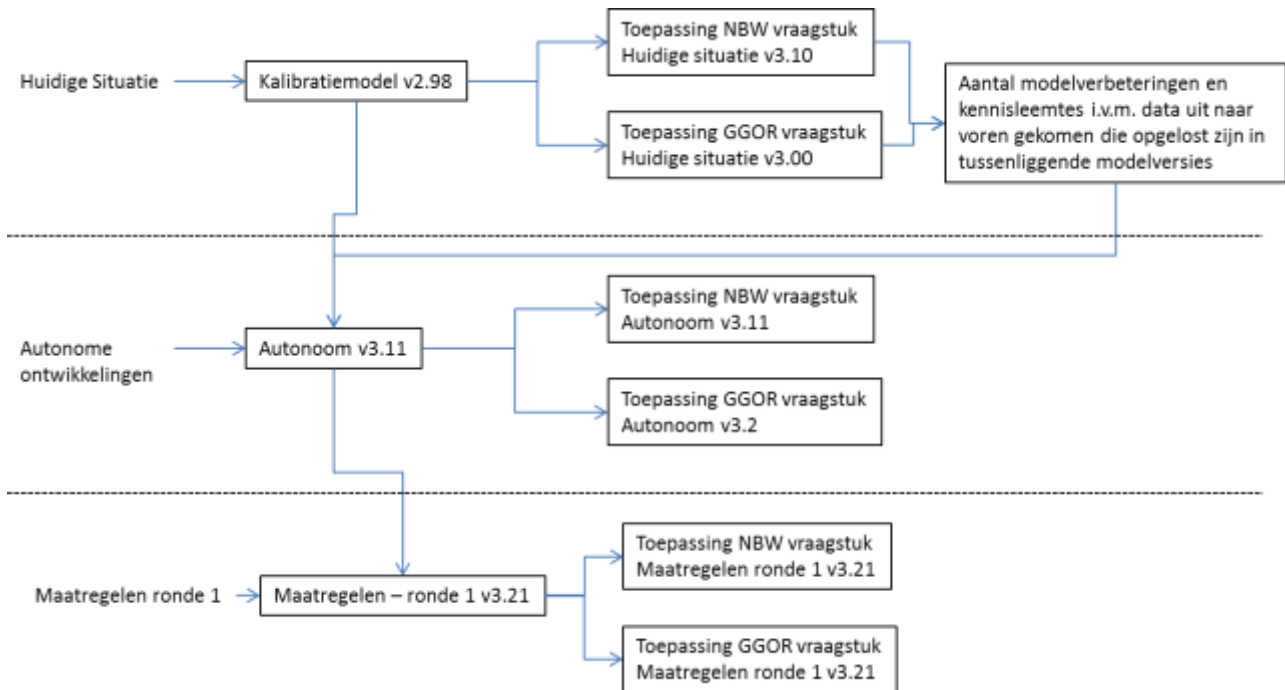 Huidige Situatie
Kalibratiemodel v2.98
Toepassing NBW vraagstuk
Huidige situatie v3.10
Toepassing GGOR vraagstuk
Huidige situatie v3.00
Aantal modelverbeteringen en
kennisleemtes i.v.m. data uit naar
voren gekomen die opgelost zijn in
tussenliggende modelversies
Autonome
ontwikkelingen
Autonoom v3.11
Toepassing NBW vraagstuk
Autonoom v3.11
Toepassing GGOR vraagstuk
Autonoom v3.2
Maatregelen ronde 1
Maatregelen – ronde 1 v3.21
Toepassing NBW vraagstuk
Maatregelen ronde 1 v3.21
Toepassing GGOR vraagstuk
Maatregelen ronde 1 v3.21